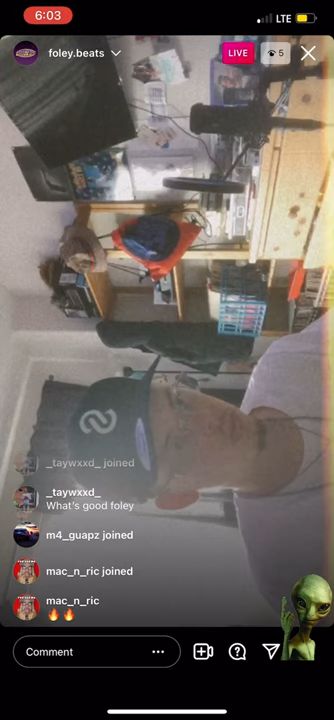 6:03
LTE
foley.beats
LIVE
5
_taywxxd_ joined
_taywxxd_
What's good foley
m4_guapz joined
mac_n_ric joined
mac_n_ric
🔥🔥
Comment